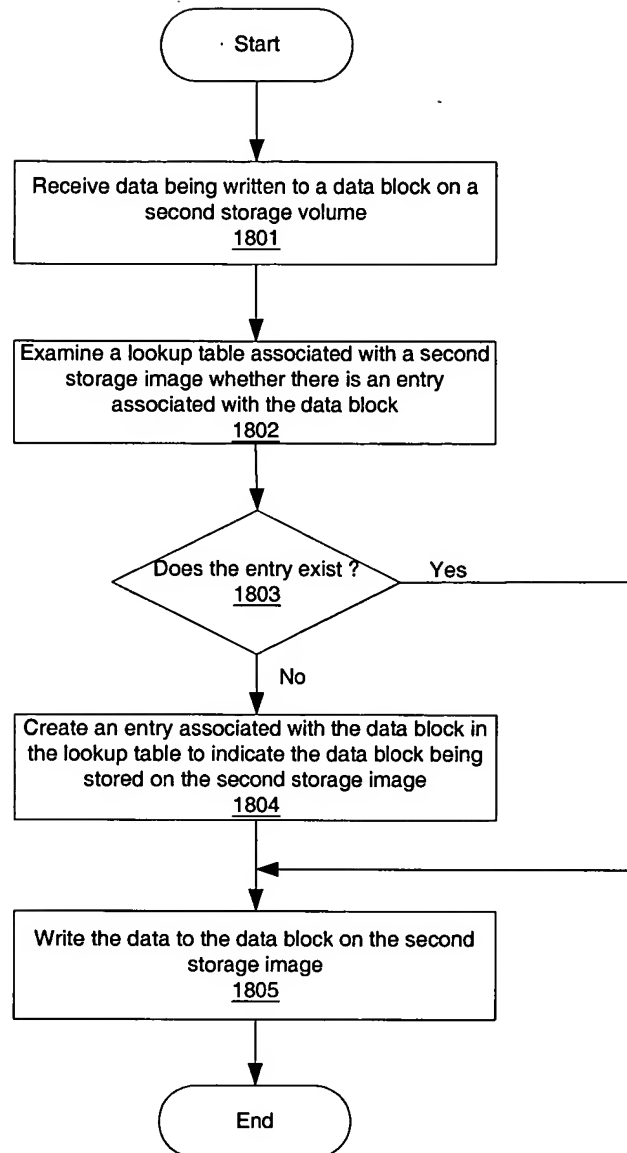 Start
Receive data being written to a data block on a
second storage volume
1801
Examine a lookup table associated with a second
storage image whether there is an entry
associated with the data block
1802
Does the entry exist ?
1803
Yes
No
Create an entry associated with the data block in
the lookup table to indicate the data block being
stored on the second storage image
1804
Write the data to the data block on the second
storage image
1805
End